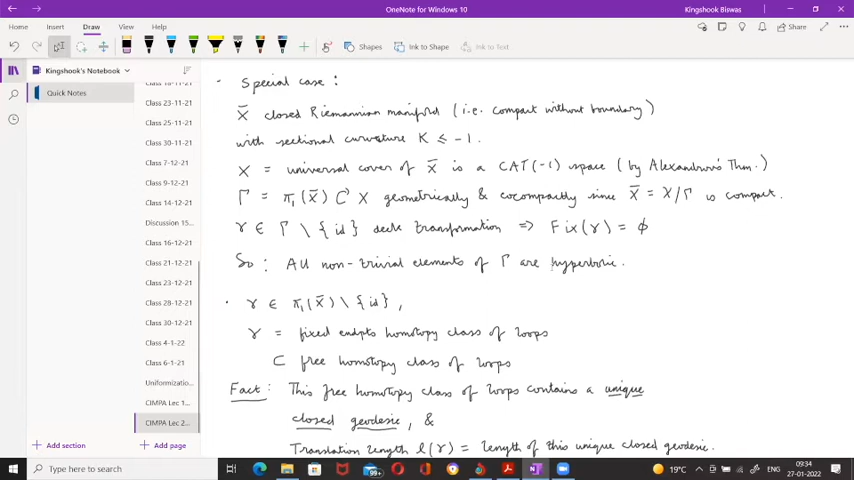 OneNote for Windows 10
Kingshook Biswas
Home Insert Draw View Help
Share
Shapes Ink to Shape Ink to Text
Kingshook's Notebook
Quick Notes
Class 18-11-21
Class 23-11-21
Class 25-11-21
Class 30-11-21
Class 7-12-21
Class 9-12-21
Class 14-12-21
Discussion 15...
Class 16-12-21
Class 21-12-21
Class 23-12-21
Class 28-12-21
Class 30-12-21
Class 4-1-22
Class 6-1-21
Uniformizatio...
CIMPA Lec 1...
CIMPA Lec 2...
Add section
Add page
Special case :
X̄ closed Riemannian manifold (i.e. compact without boundary)
with sectional curvature K ≤ -1.
X = universal cover of X̄ is a CAT(-1) space (by Alexandrov's Thm.)
Γ = π₁(X̄) C X geometrically & cocompactly since X̄ = X/Γ is compact.
γ ∈ Γ \ {id} deck transformation ⇒ Fix(γ) = ϕ
So : All non-trivial elements of Γ are hyperbolic.
γ ∈ π₁(X̄) \ {id},
γ = fixed endpts homotopy class of loops
⊂ free homotopy class of loops
Fact : This free homotopy class of loops contains a unique
closed geodesic, &
Translation length l(γ) = length of this unique closed geodesic.
Type here to search
99+
19°C
ENG
09:34
27-01-2022